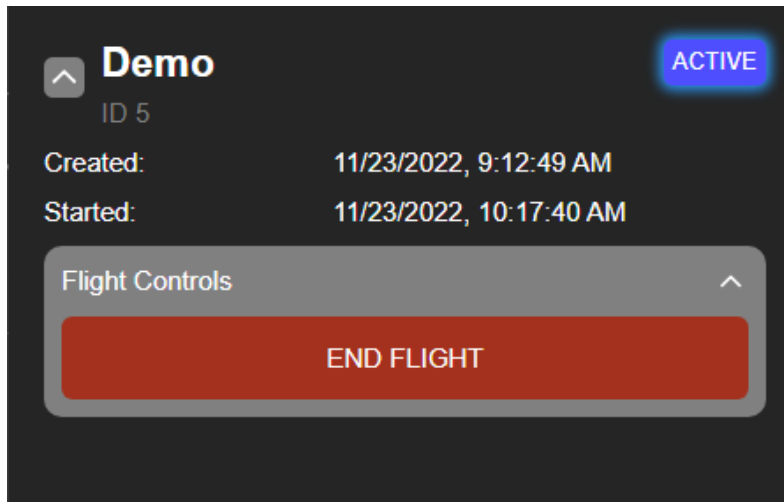 Demo
ACTIVE
ID 5
Created: 11/23/2022, 9:12:49 AM
Started: 11/23/2022, 10:17:40 AM
Flight Controls
END FLIGHT